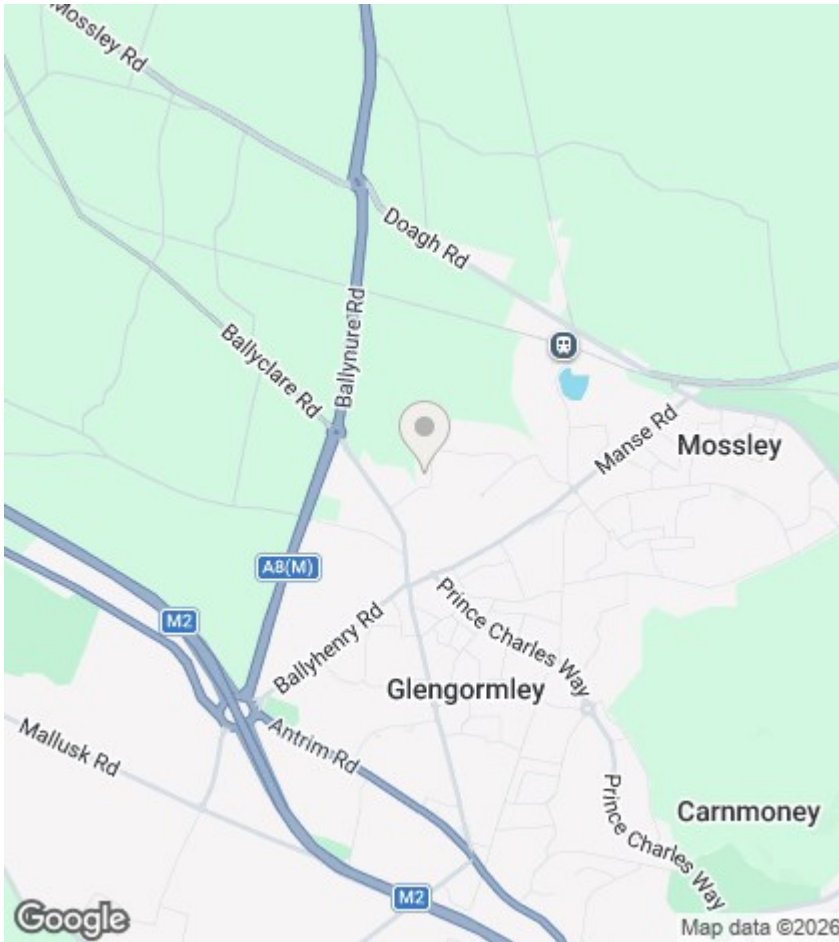 Mossley Rd
Doagh Rd
Ballynure Rd
Ballyclare Rd
Manse Rd
Mossley
A8(M)
Prince Charles Way
M2
Ballyhenry Rd
Glengormley
Antrim Rd
Mallusk Rd
Prince Charles Way
Carnmoney
M2
Google
Map data ©2026